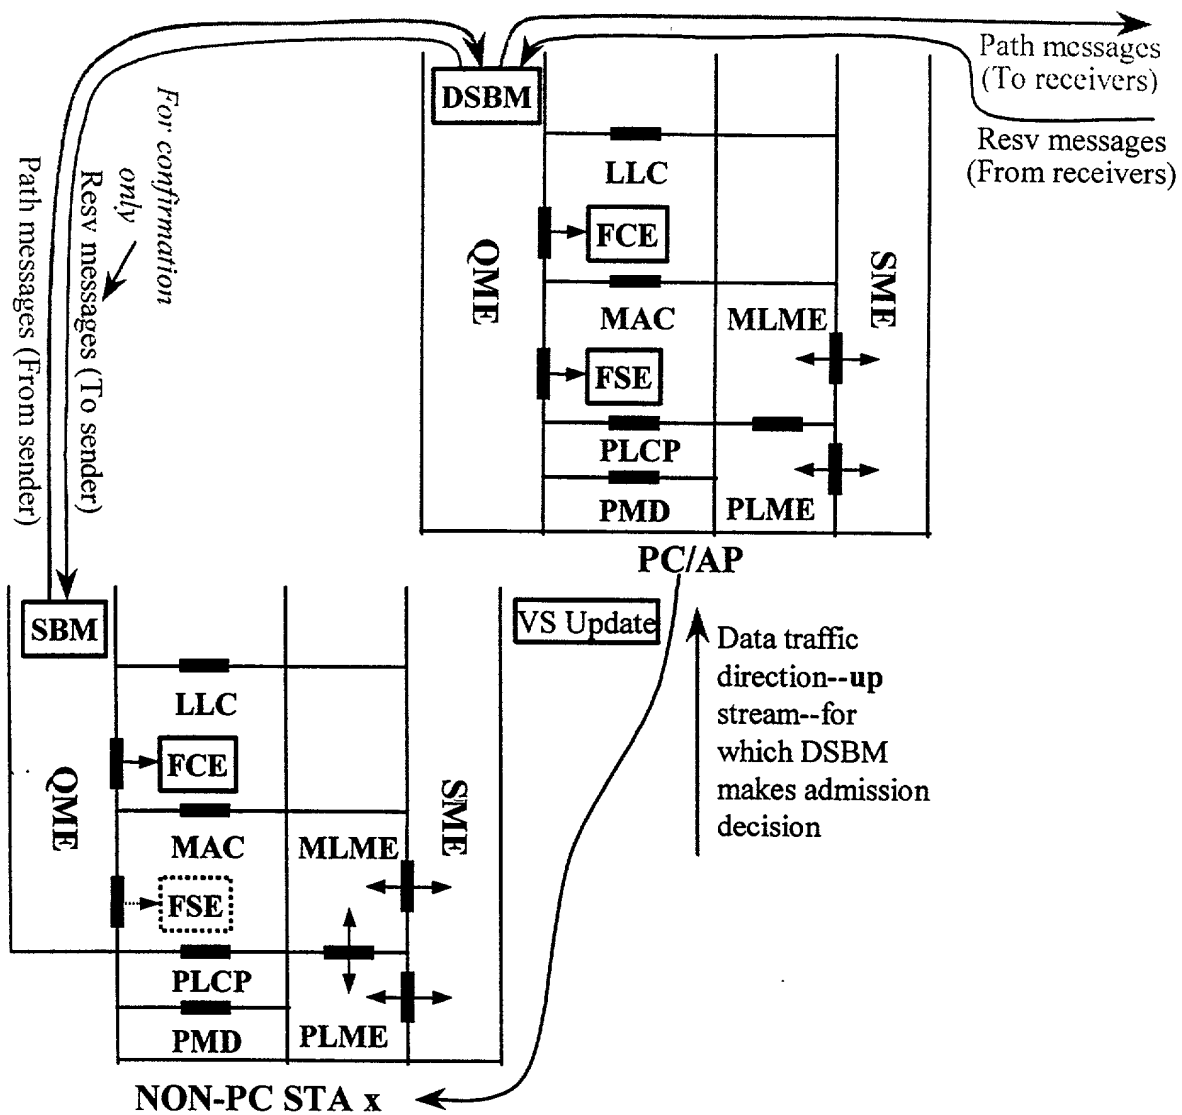 Path messages
(To receivers)
Resv messages
(From receivers)
DSBM
LLC
FCE
QME
SME
MAC
MLME
FSE
PLCP
PMD
PLME
PC/AP
For confirmation
only
Resv messages (To sender)
Path messages (From sender)
SBM
LLC
FCE
QME
SME
MAC
MLME
FSE
PLCP
PMD
PLME
NON-PC STA x
VS Update
Data traffic
direction--up
stream--for
which DSBM
makes admission
decision